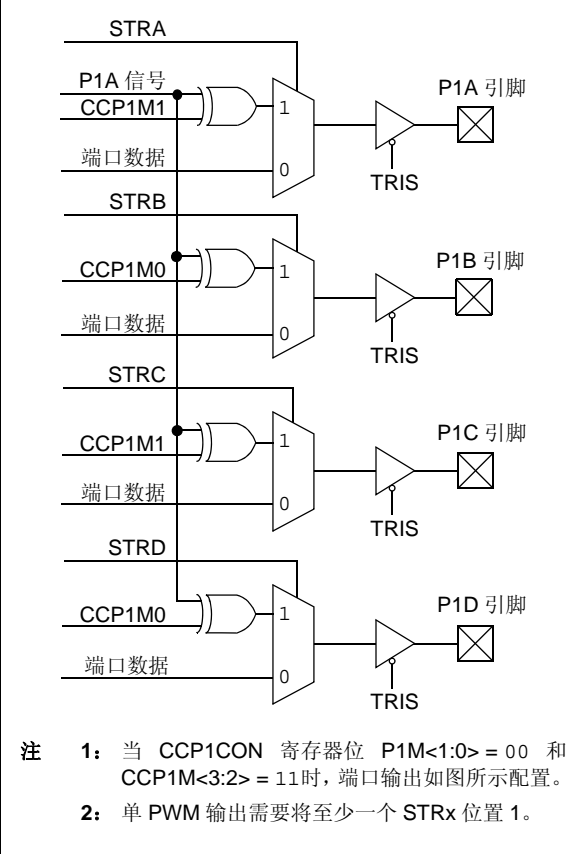 STRA
P1A 信号
CCP1M1
1
P1A 引脚
端口数据
0
TRIS
STRB
CCP1M0
1
P1B 引脚
端口数据
0
TRIS
STRC
CCP1M1
1
P1C 引脚
端口数据
0
TRIS
STRD
CCP1M0
1
P1D 引脚
端口数据
0
TRIS
注 1： 当 CCP1CON 寄存器位 P1M<1:0> = 00 和
CCP1M<3:2> = 11时，端口输出如图所示配置。
2： 单 PWM 输出需要将至少一个 STRx 位置 1。